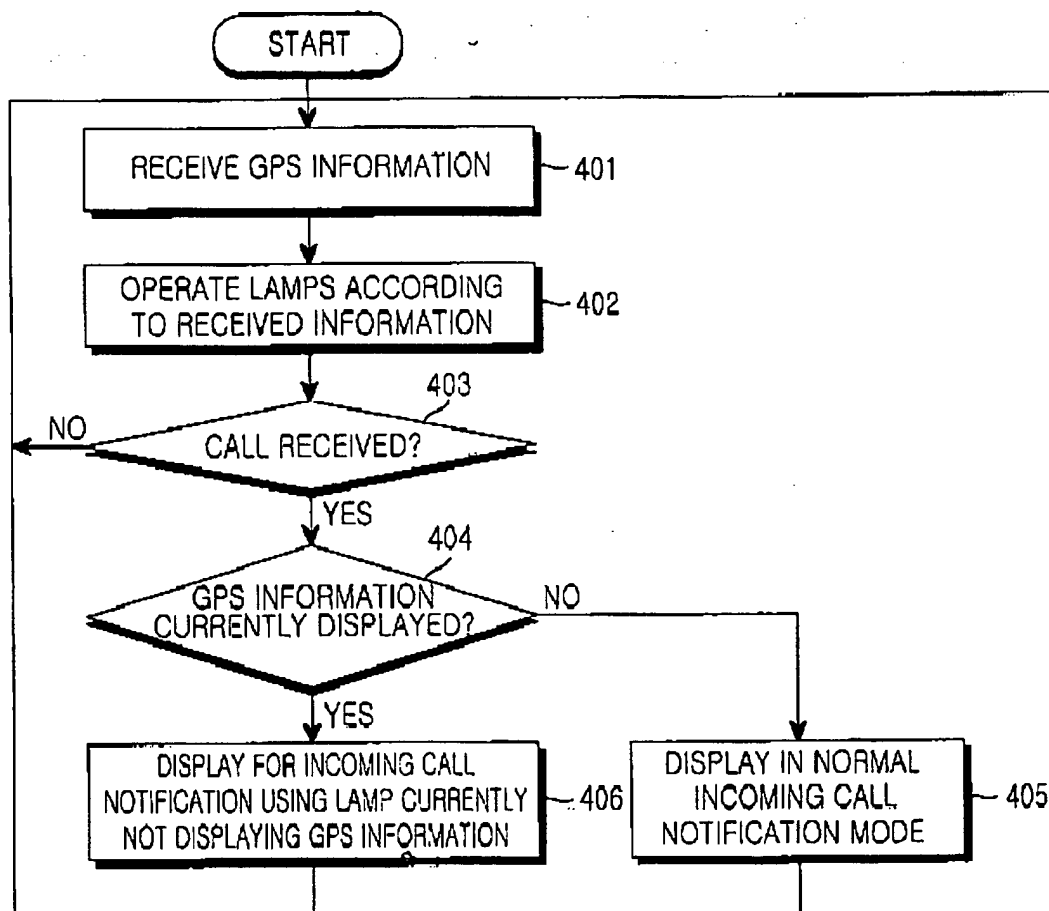 START
RECEIVE GPS INFORMATION
401
OPERATE LAMPS ACCORDING
TO RECEIVED INFORMATION
402
403
NO
CALL RECEIVED?
YES
404
GPS INFORMATION
CURRENTLY DISPLAYED?
NO
YES
DISPLAY FOR INCOMING CALL
NOTIFICATION USING LAMP CURRENTLY
NOT DISPLAYING GPS INFORMATION
406
DISPLAY IN NORMAL
INCOMING CALL
NOTIFICATION MODE
405